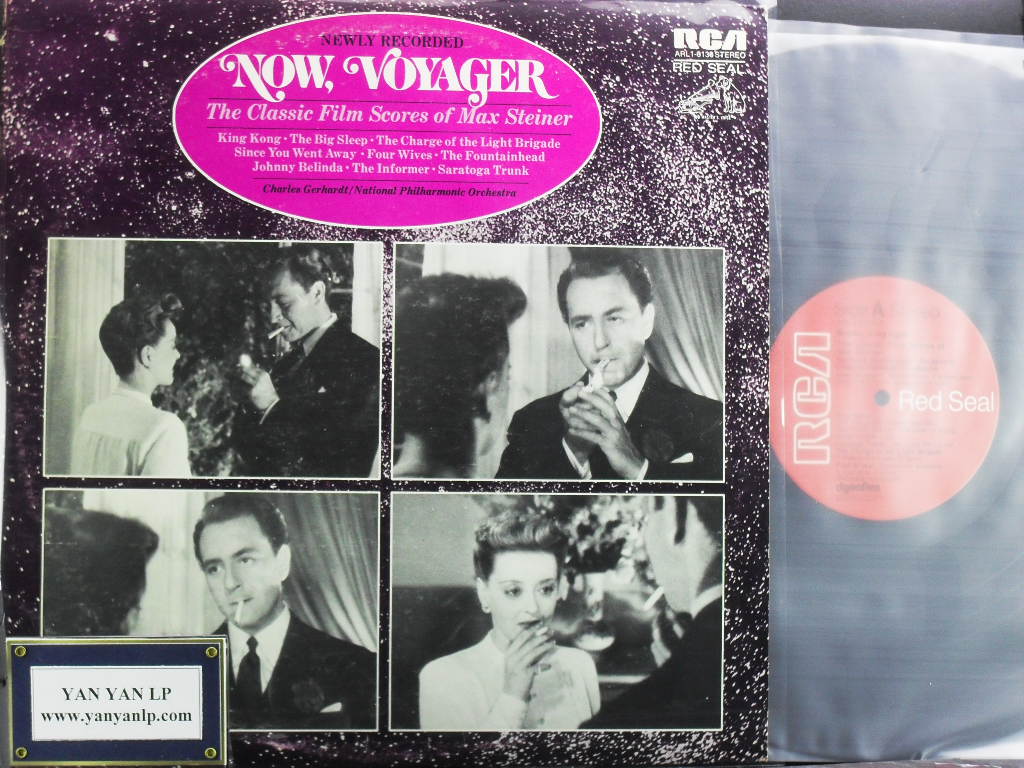 NEWLY RECORDED
NOW, VOYAGER
The Classic Film Scores of Max Steiner
King Kong • The Big Sleep • The Charge of the Light Brigade
Since You Went Away • Four Wives • The Fountainhead
Johnny Belinda • The Informer • Saratoga Trunk
Charles Gerhardt/National Philharmonic Orchestra
RCA
ARL1-0136 STEREO
RED SEAL
RCA
Red Seal
YAN YAN LP
www.yanyanlp.com